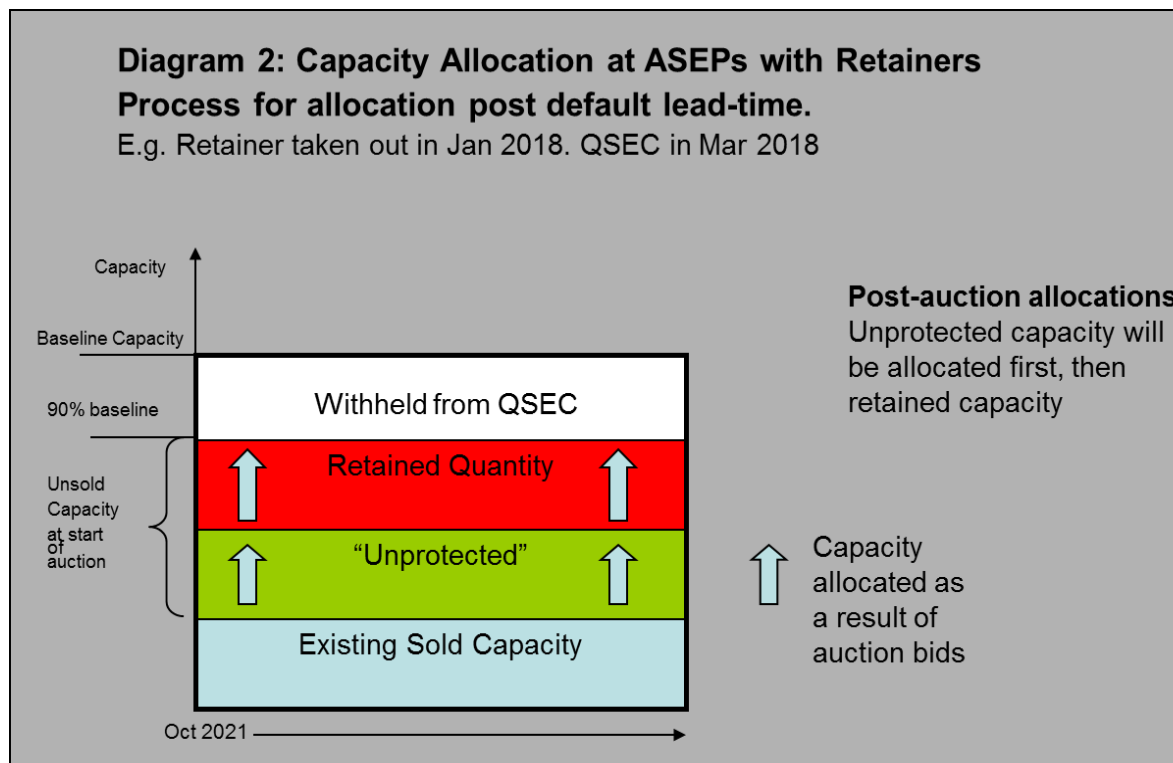 Diagram 2: Capacity Allocation at ASEPs with Retainers
Process for allocation post default lead-time.
E.g. Retainer taken out in Jan 2018. QSEC in Mar 2018
Capacity
Baseline Capacity
90% baseline
Unsold
Capacity
at start
of
auction
Withheld from QSEC
Retained Quantity
“Unprotected”
Existing Sold Capacity
Oct 2021
Post-auction allocations
Unprotected capacity will
be allocated first, then
retained capacity
Capacity
allocated as
a result of
auction bids